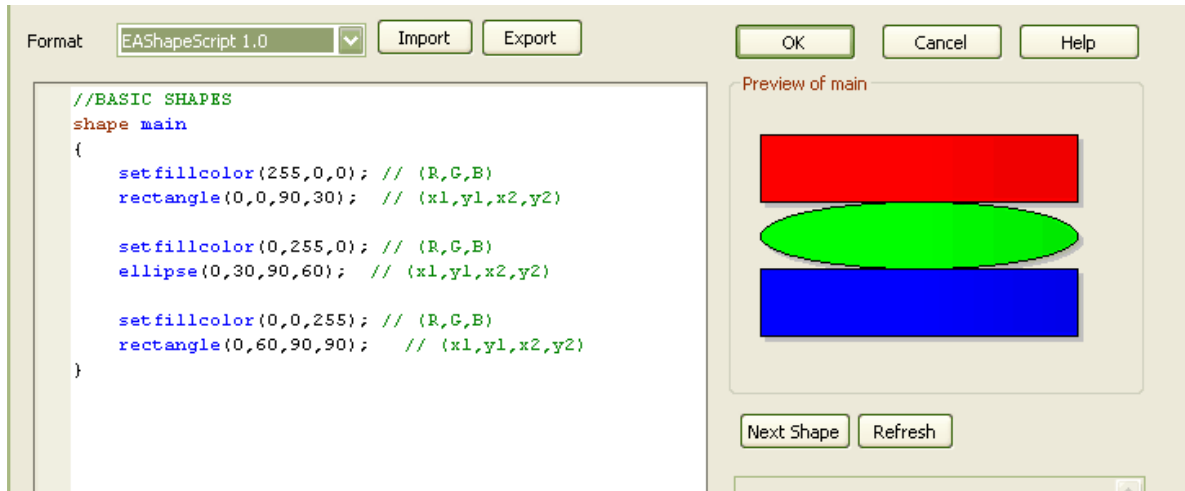 Format EAShapeScript 1.0 Import Export OK Cancel Help
Preview of main
//BASIC SHAPES
shape main
{
setfillcolor(255,0,0); // (R,G,B)
rectangle(0,0,90,30); // (x1,y1,x2,y2)
setfillcolor(0,255,0); // (R,G,B)
ellipse(0,30,90,60); // (x1,y1,x2,y2)
setfillcolor(0,0,255); // (R,G,B)
rectangle(0,60,90,90); // (x1,y1,x2,y2)
}
Next Shape Refresh